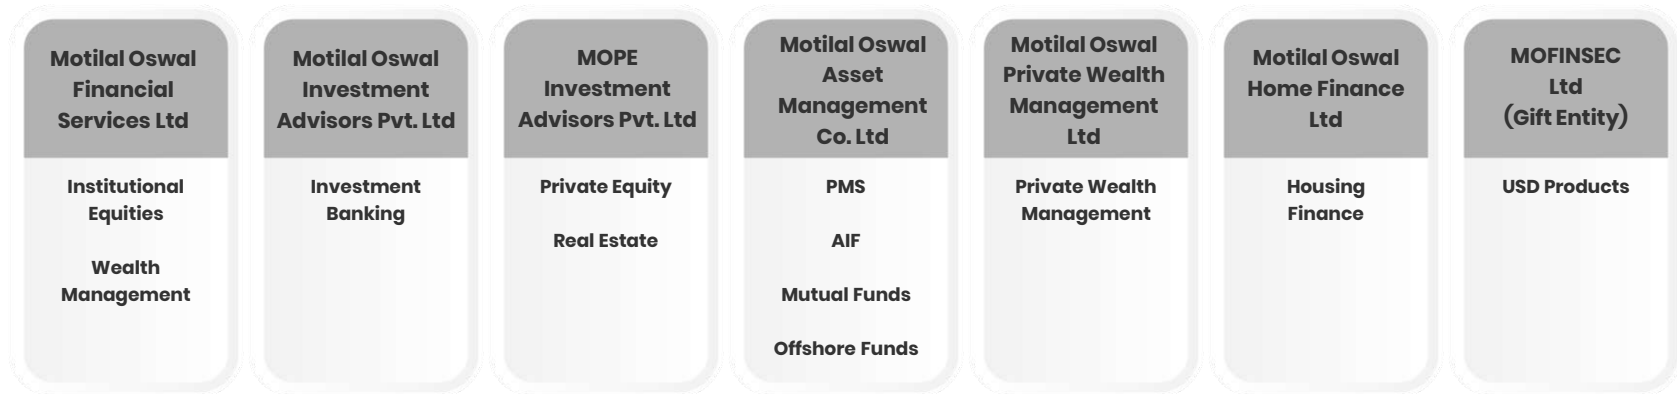 Motilal Oswal
Financial
Services Ltd
Institutional
Equities
Wealth
Management
Motilal Oswal
Investment
Advisors Pvt. Ltd
Investment
Banking
MOPE
Investment
Advisors Pvt. Ltd
Private Equity
Real Estate
Motilal Oswal
Asset
Management
Co. Ltd
PMS
AIF
Mutual Funds
Offshore Funds
Motilal Oswal
Private Wealth
Management
Ltd
Private Wealth
Management
Motilal Oswal
Home Finance
Ltd
Housing
Finance
MOFINSEC
Ltd
(Gift Entity)
USD Products